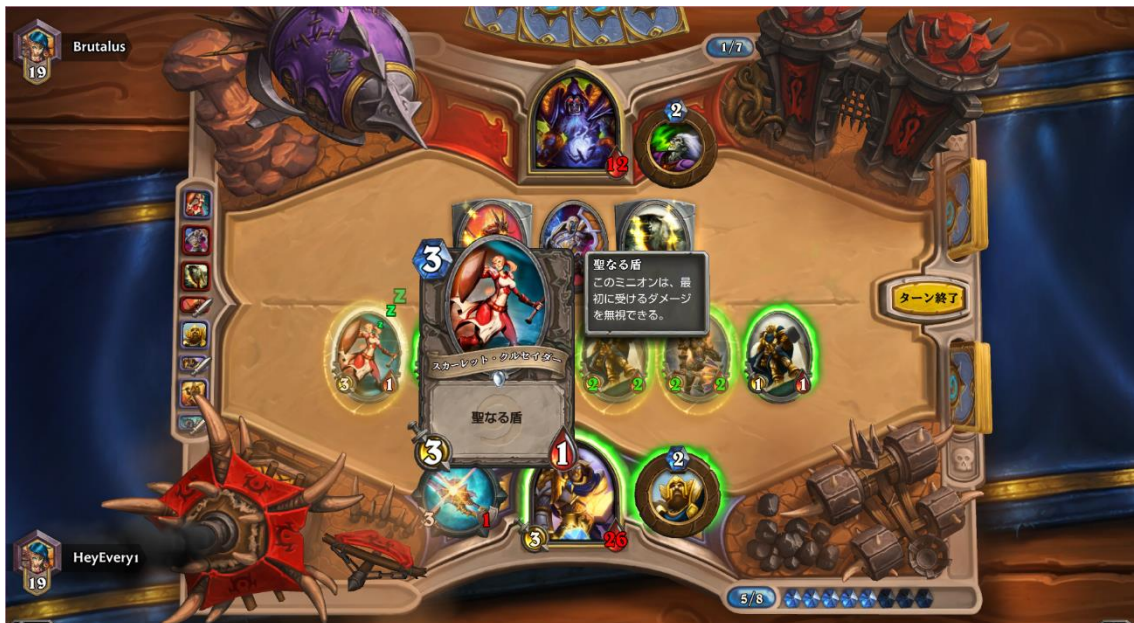 Brutalus
19
1/7
2
12
3
聖なる盾
このミニオンは、最
初に受けるダメージ
を無視できる。
ターン終了
スカーレット・クルセイダー
聖なる盾
3
1
z
z
3
1
2
2
2
2
1
1
2
3
1
3
26
HeyEvery1
19
5/8